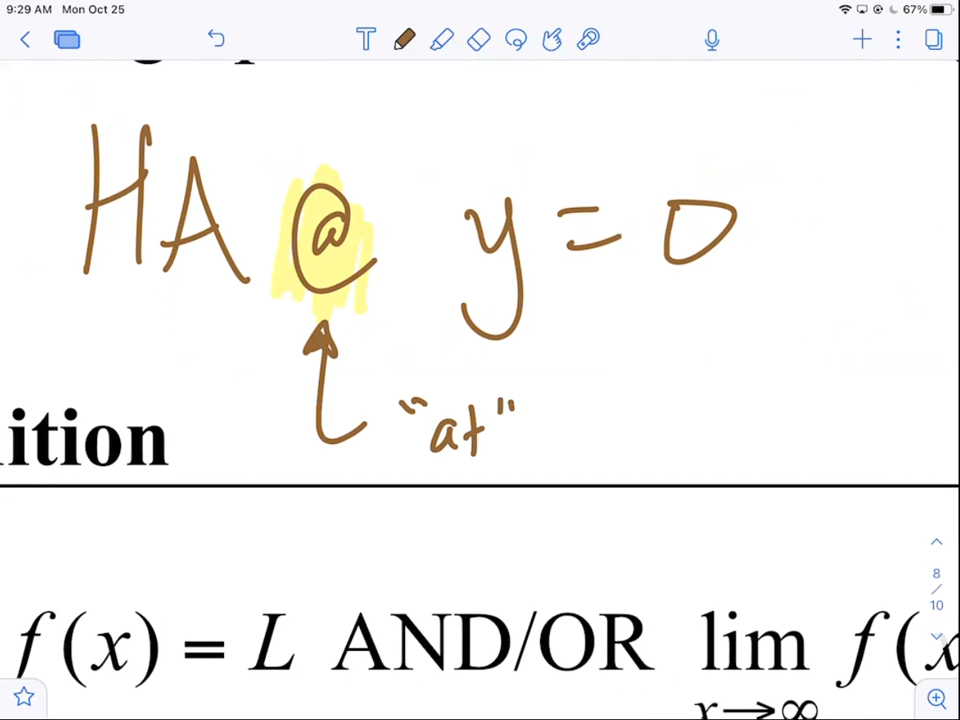 9:29 AM Mon Oct 25
67%
T
HA @ y = 0
"at"
ition
8
/
10
f(x) = L AND/OR lim f(x
x→∞